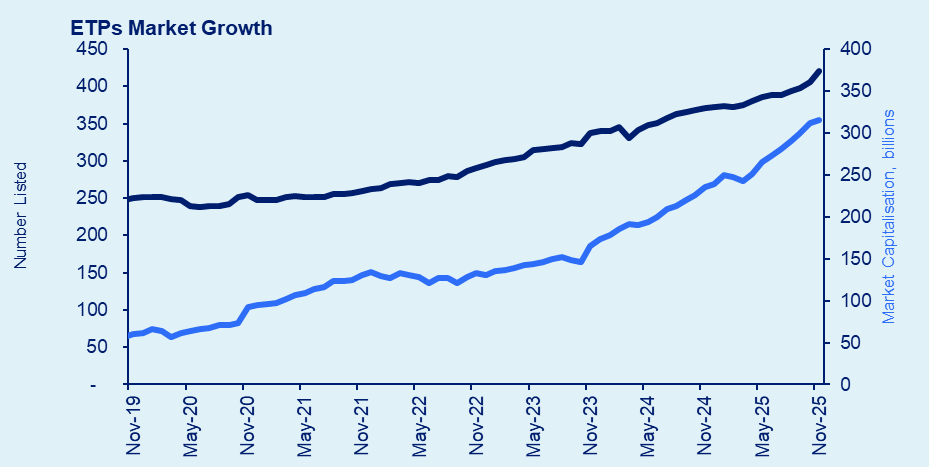 ETPs Market Growth
450
400
350
300
250
200
150
100
50
-
400
350
300
250
200
150
100
50
0
Number Listed
Market Capitalisation, billions
Nov-19
May-20
Nov-20
May-21
Nov-21
May-22
Nov-22
May-23
Nov-23
May-24
Nov-24
May-25
Nov-25